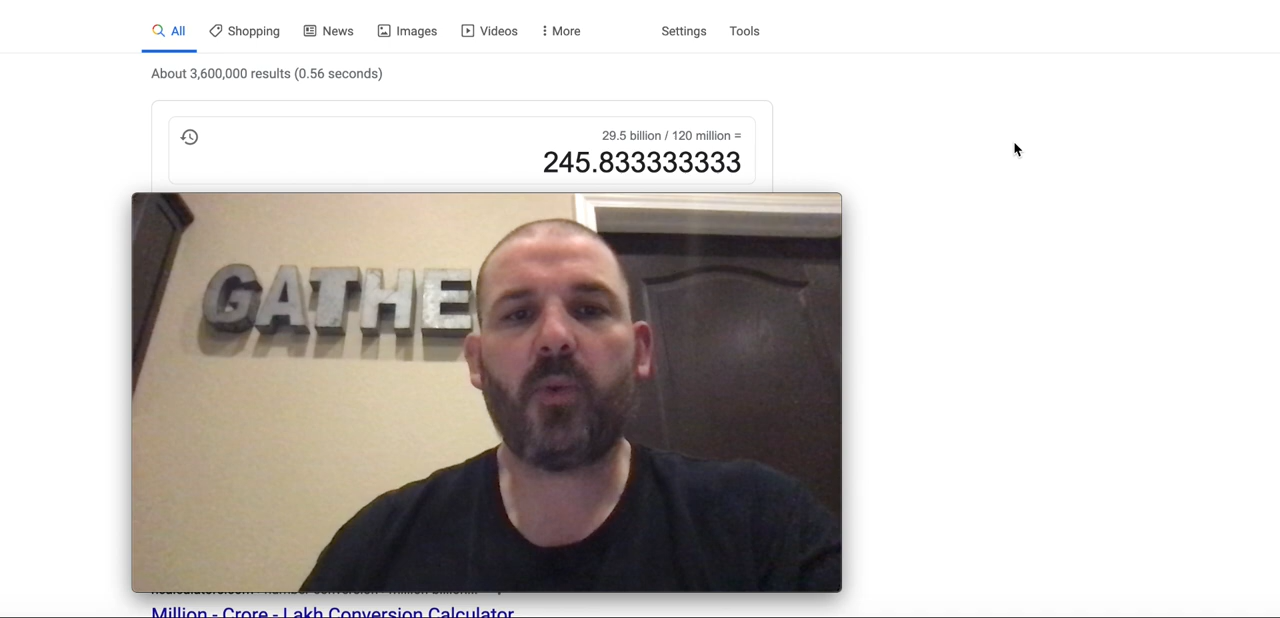 All Shopping News Images Videos More Settings Tools
About 3,600,000 results (0.56 seconds)
29.5 billion / 120 million =
245.833333333
GATHE
Million - Crore - Lakh Conversion Calculator